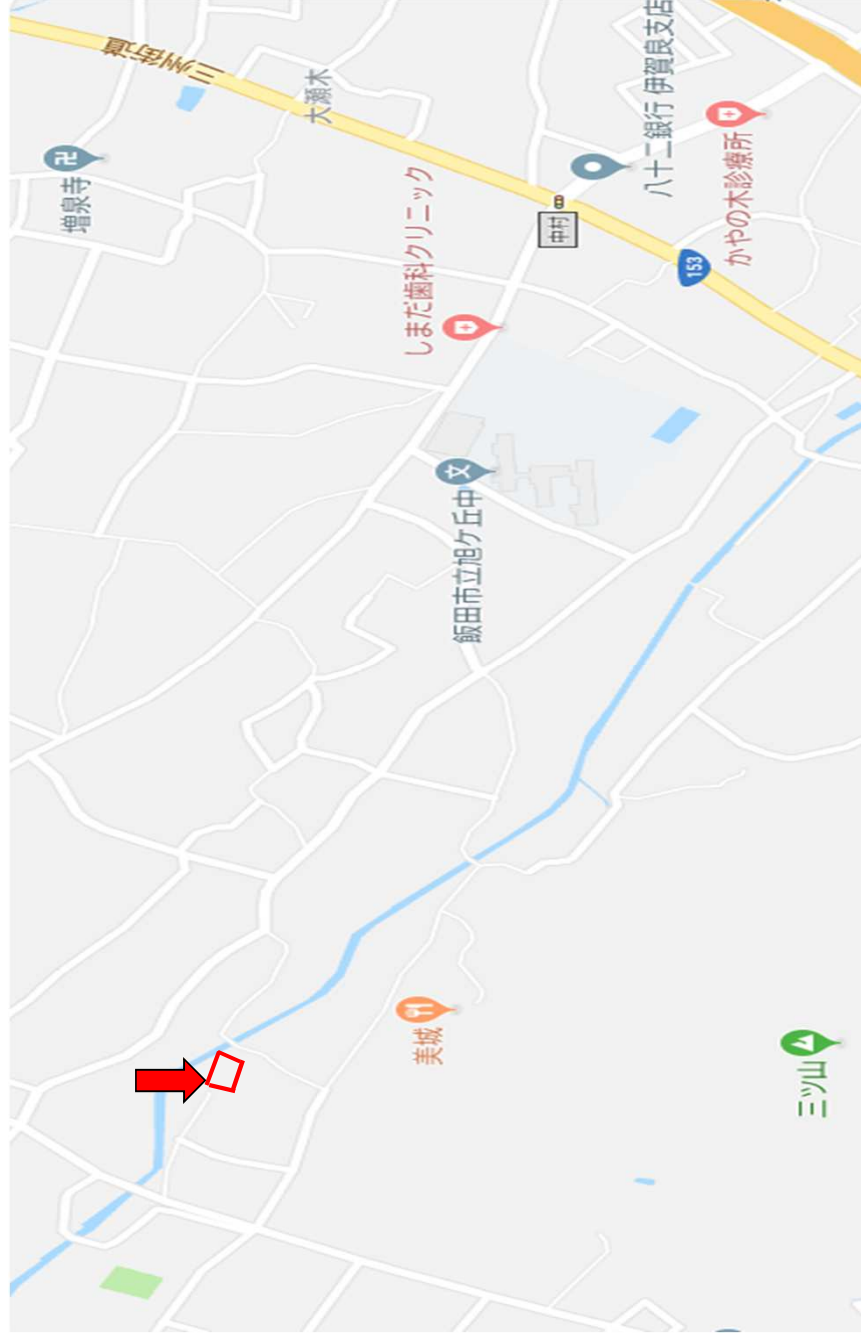 三州街道
大瀬木
増泉寺
八十二銀行 伊賀良支店
かやの木診療所
しまだ歯科クリニック
中村
153
飯田市立旭ケ丘中
美城
三ツ山